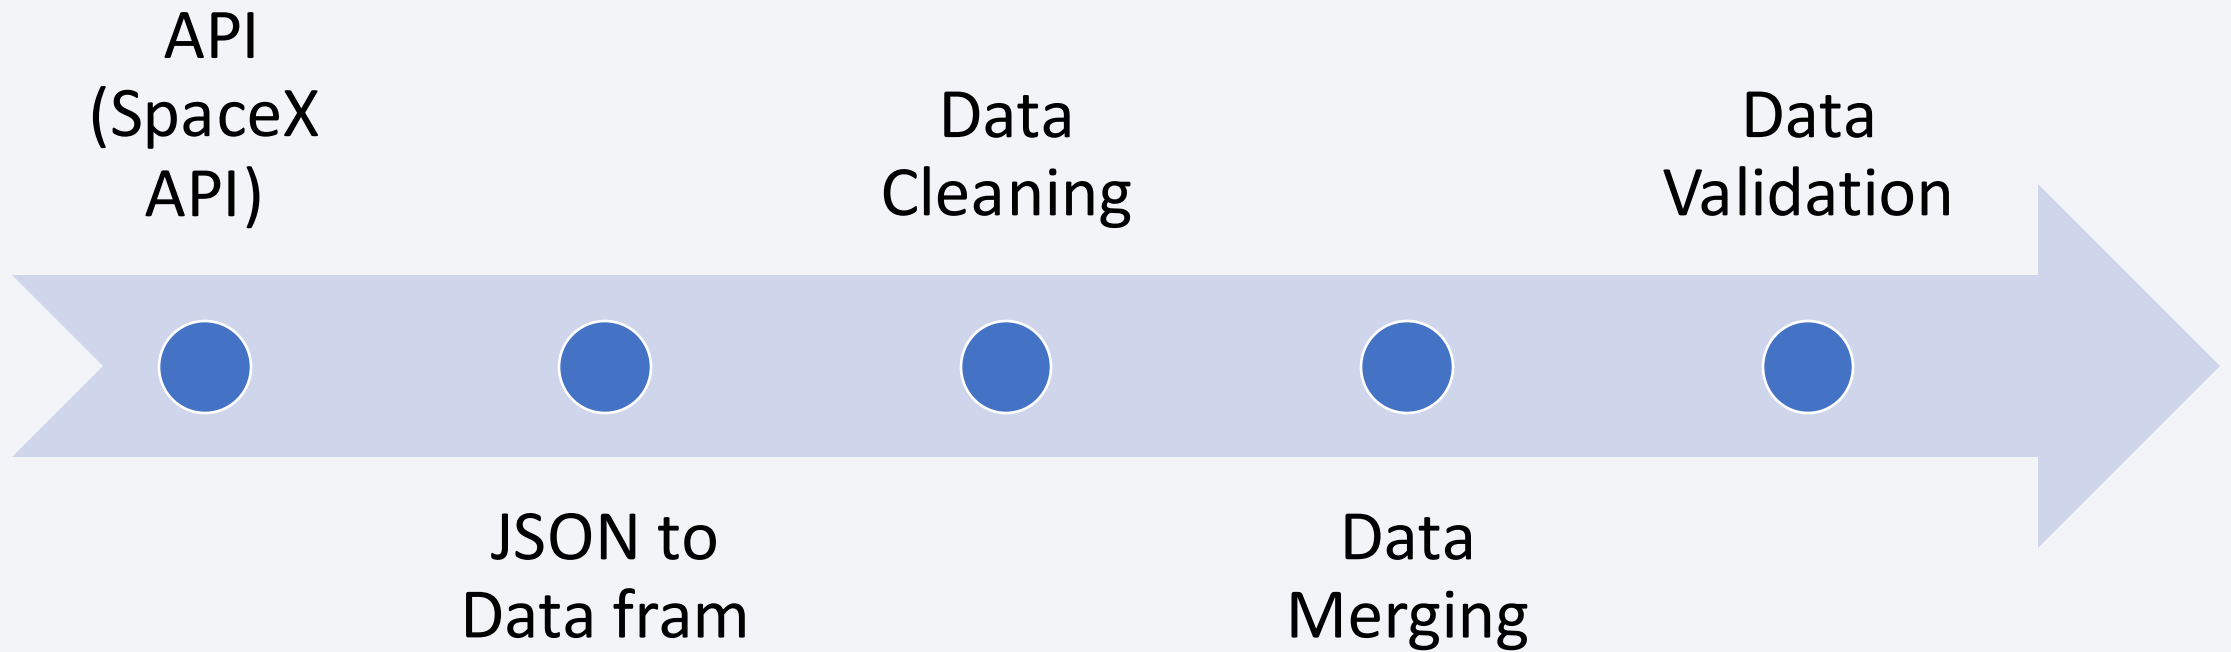 API
(SpaceX
API)
JSON to
Data fram
Data
Cleaning
Data
Merging
Data
Validation